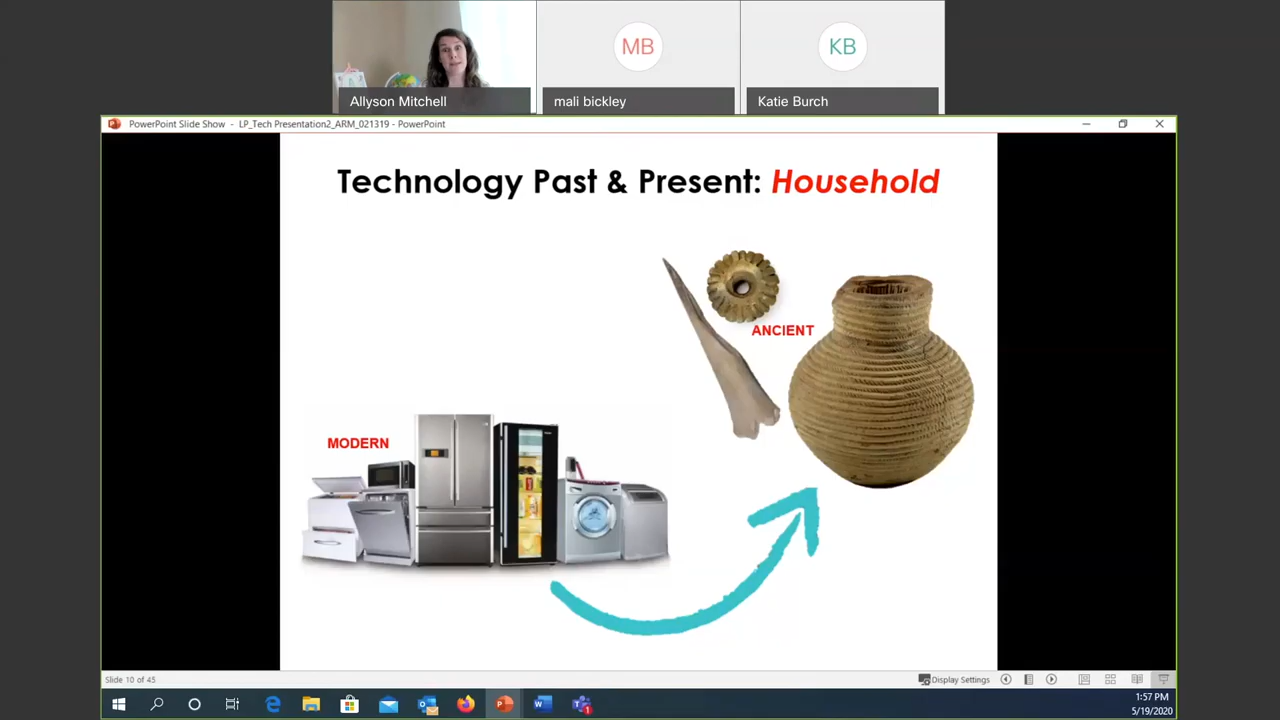 MB
KB
Allyson Mitchell
mali bickley
Katie Burch
PowerPoint Slide Show - LP_Tech Presentation2_ARM_021319 - PowerPoint
Technology Past & Present: Household
ANCIENT
MODERN
Slide 10 of 45
Display Settings
1:57 PM
5/19/2020